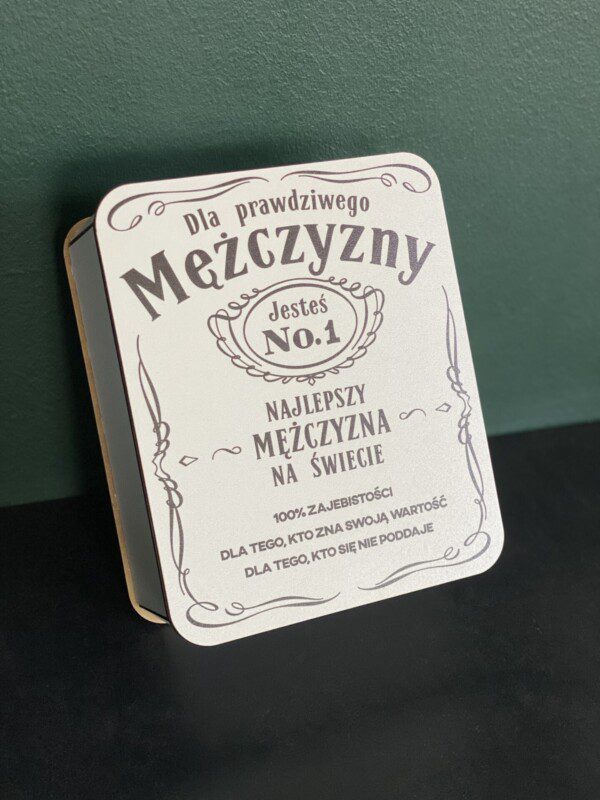 Dla prawdziwego
Mężczyzny
Jesteś
No.1
NAJLEPSZY
MĘŻCZYZNA
NA ŚWIECIE
100% ZAJEBISTOŚCI
DLA TEGO, KTO ZNA SWOJĄ WARTOŚĆ
DLA TEGO, KTO SIĘ NIE PODDAJE